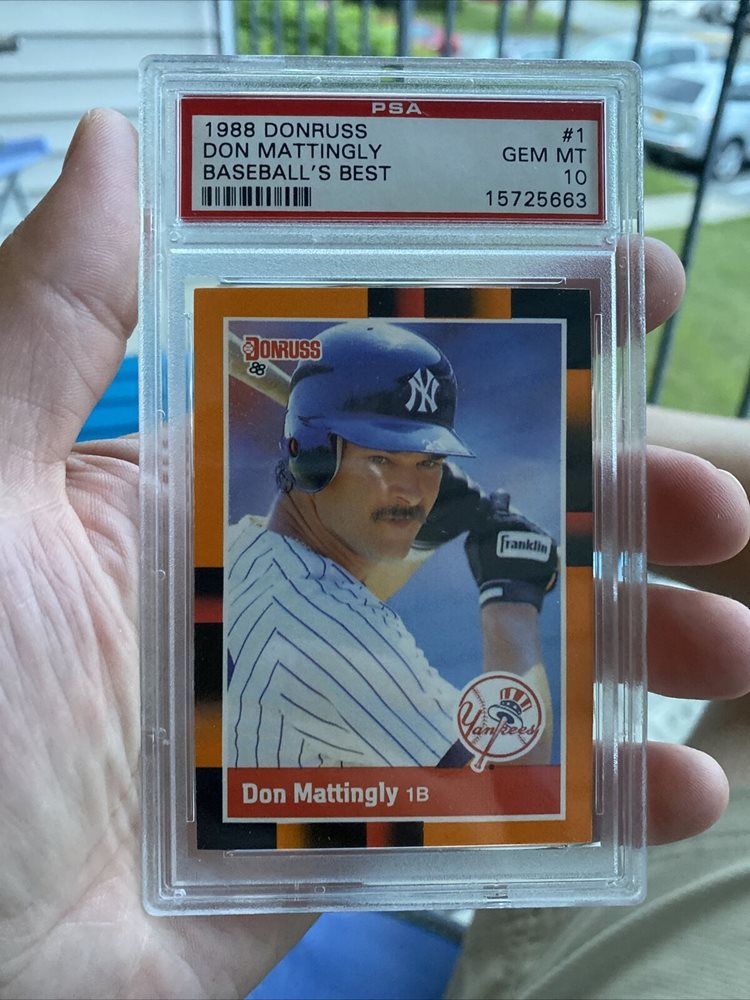 PSA
1988 DONRUSS #1
DON MATTINGLY GEM MT
BASEBALL'S BEST 10
15725663
DONRUSS
88
NY
Franklin
Yankees
Don Mattingly 1B